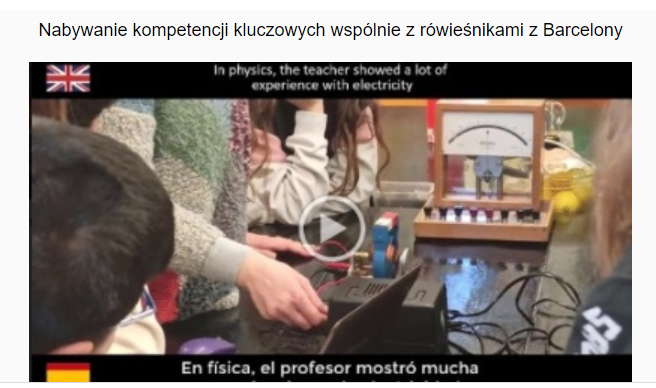 Nabywanie kompetencji kluczowych wspólnie z rówieśnikami z Barcelony
In physics, the teacher showed a lot of
experience with electricity
En física, el profesor mostró mucha